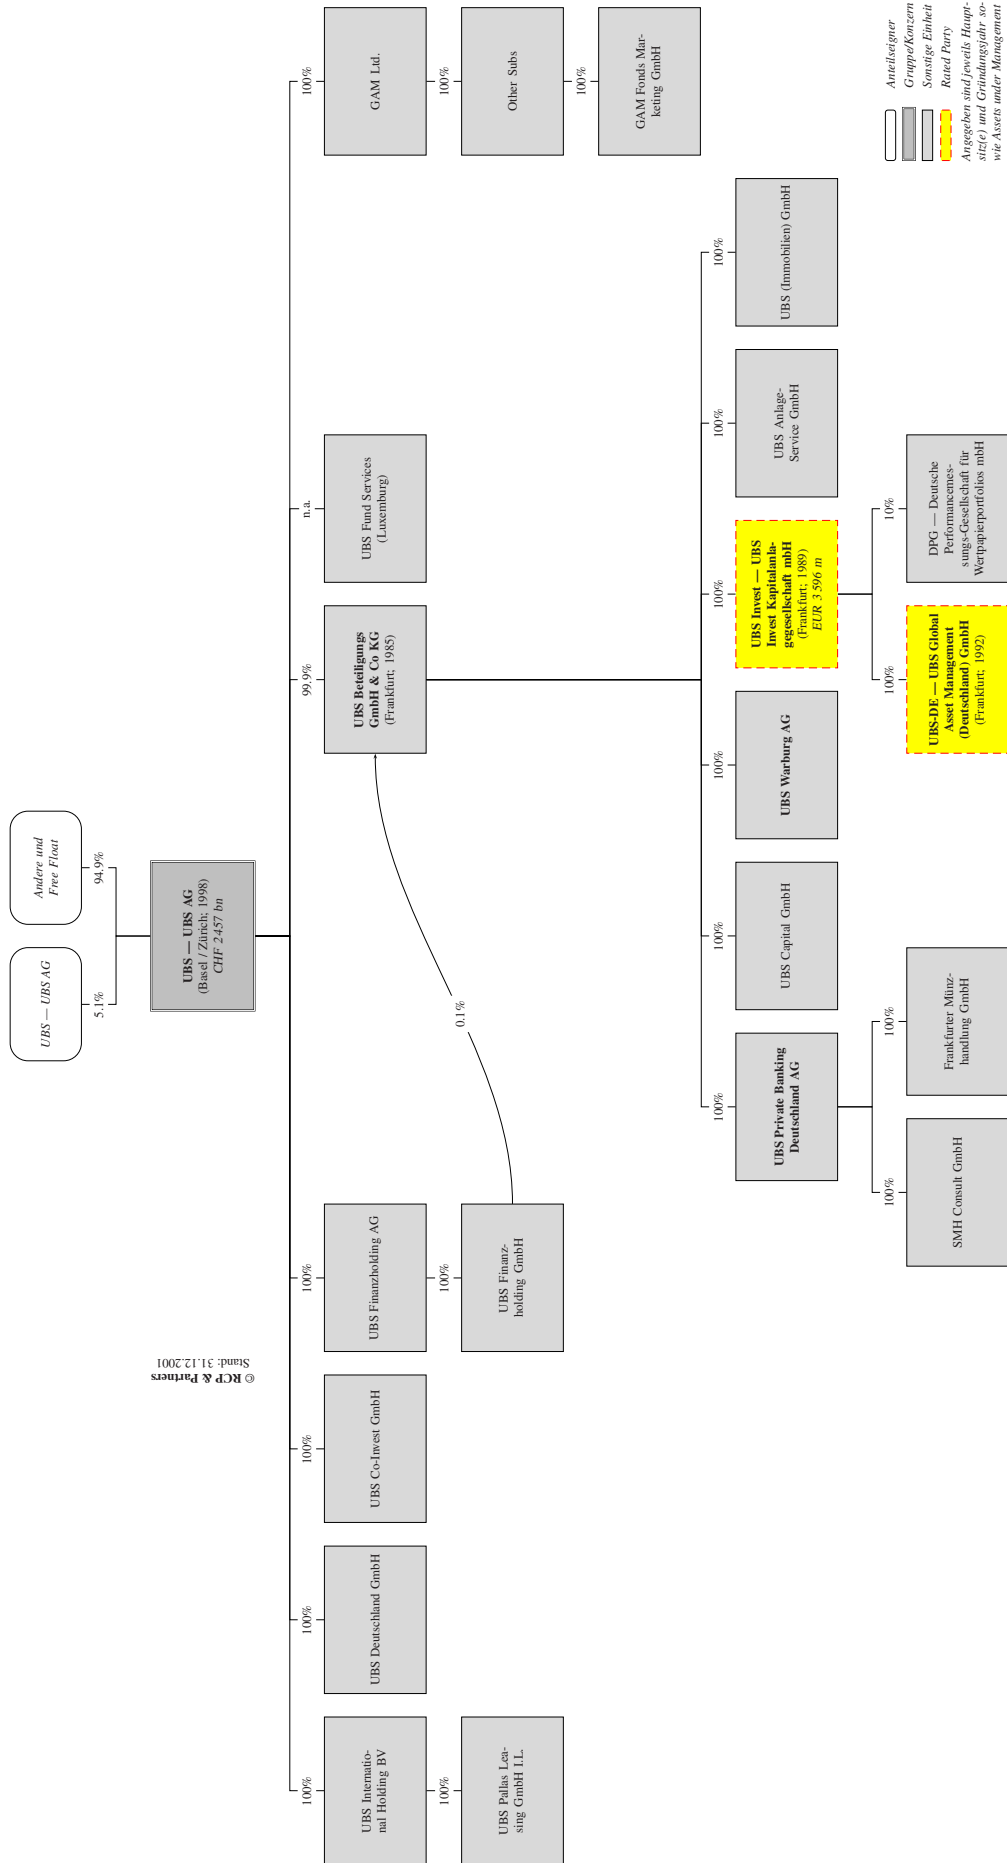 UBS — UBS AG
Andere und
Free Float
5.1%
94.9%
UBS — UBS AG
(Basel / Zürich; 1998)
CHF 2 457 bn
© RCP & Partners
Stand: 31.12.2001
100%
100%
100%
100%
99.9%
n.a.
100%
UBS Internatio-
nal Holding BV
UBS Deutschland GmbH
UBS Co-Invest GmbH
UBS Finanzholding AG
UBS Beteiligungs
GmbH & Co KG
(Frankfurt; 1985)
UBS Fund Services
(Luxemburg)
GAM Ltd.
100%
100%
100%
UBS Pallas Lea-
sing GmbH I.L.
UBS Finanz-
holding GmbH
0.1%
Other Subs
100%
GAM Fonds Mar-
keting GmbH
100%
100%
100%
100%
100%
100%
UBS Private Banking
Deutschland AG
UBS Capital GmbH
UBS Warburg AG
UBS Invest — UBS
Invest Kapitalanla-
gegesellschaft mbH
(Frankfurt; 1989)
EUR 3 596 m
UBS Anlage-
Service GmbH
UBS (Immobilien) GmbH
100%
100%
100%
10%
SMH Consult GmbH
Frankfurter Münz-
handlung GmbH
UBS-DE — UBS Global
Asset Management
(Deutschland) GmbH
(Frankfurt; 1992)
DPG — Deutsche
Performancemes-
sungs-Gesellschaft für
Wertpapierportfolios mbH
Anteilseigner
Gruppe/Konzern
Sonstige Einheit
Rated Party
Angegeben sind jeweils Haupt-
sitz(e) und Gründungsjahr so-
wie Assets under Management